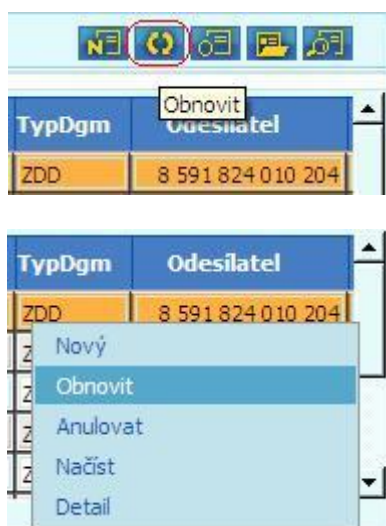 N
Obnovit
TypDgm Odesílatel
ZDD 8 591 824 010 204
TypDgm Odesílatel
ZDD 8 591 824 010 204
Z Nový
Z Obnovit
Z Anulovat
Z Načíst
Detail